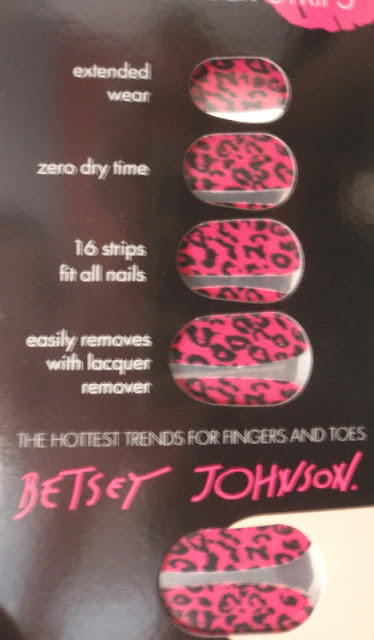 extended
wear
zero dry time
16 strips
fit all nails
easily removes
with lacquer
remover
THE HOTTEST TRENDS FOR FINGERS AND TOES
BETSEY JOHNSON.